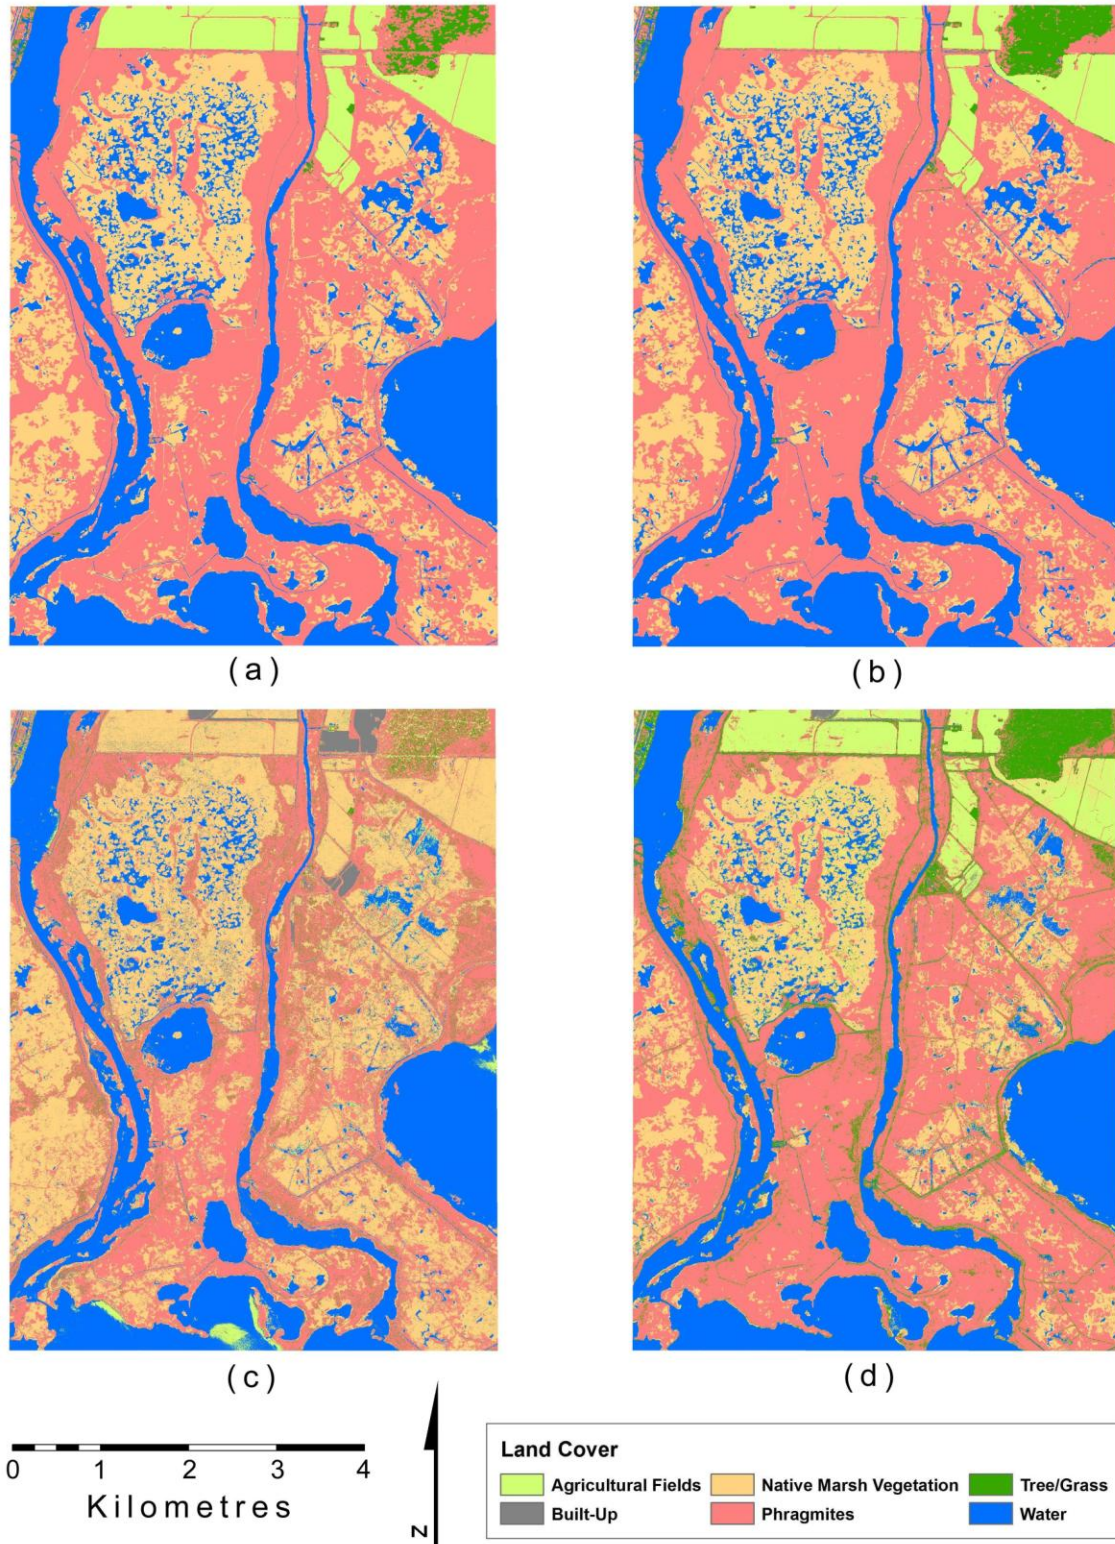 (a)
(b)
(c)
(d)
0 1 2 3 4
Kilometres
N
Land Cover
Agricultural Fields Native Marsh Vegetation Tree/Grass
Built-Up Phragmites Water